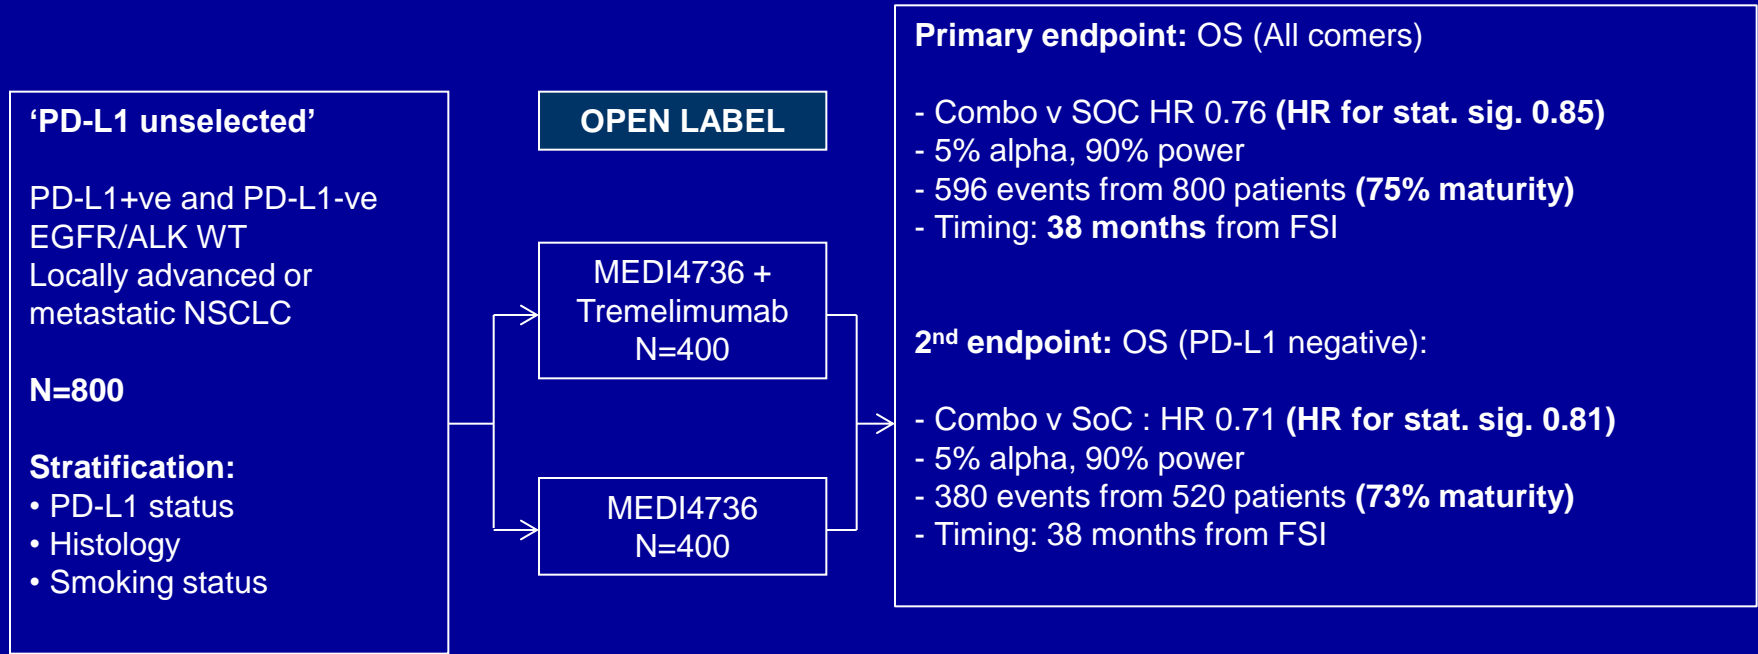 ‘PD-L1 unselected’
PD-L1+ve and PD-L1-ve
EGFR/ALK WT
Locally advanced or
metastatic NSCLC
N=800
Stratification:
• PD-L1 status
• Histology
• Smoking status
OPEN LABEL
MEDI4736 +
Tremelimumab
N=400
MEDI4736
N=400
Primary endpoint: OS (All comers)
- Combo v SOC HR 0.76 (HR for stat. sig. 0.85)
- 5% alpha, 90% power
- 596 events from 800 patients (75% maturity)
- Timing: 38 months from FSI
2nd endpoint: OS (PD-L1 negative):
- Combo v SoC : HR 0.71 (HR for stat. sig. 0.81)
- 5% alpha, 90% power
- 380 events from 520 patients (73% maturity)
- Timing: 38 months from FSI